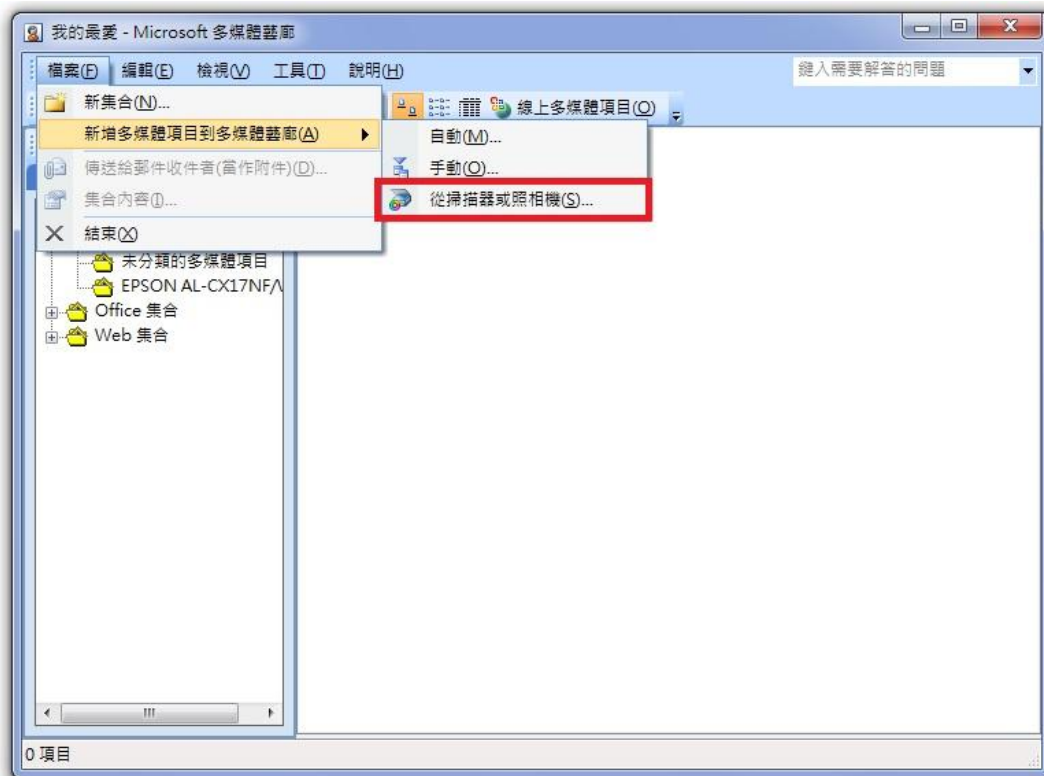 我的最愛 - Microsoft 多媒體藝廊
檔案(F) 編輯(E) 檢視(V) 工具(T) 說明(H) 鍵入需要解答的問題
新集合(N)... 線上多媒體項目(O)
新增多媒體項目到多媒體藝廊(A) 自動(M)...
傳送給郵件收件者(當作附件)(D)... 手動(O)...
集合內容(I)... 從掃描器或照相機(S)...
結束(X)
未分類的多媒體項目
EPSON AL-CX17NF/
Office 集合
Web 集合
0 項目